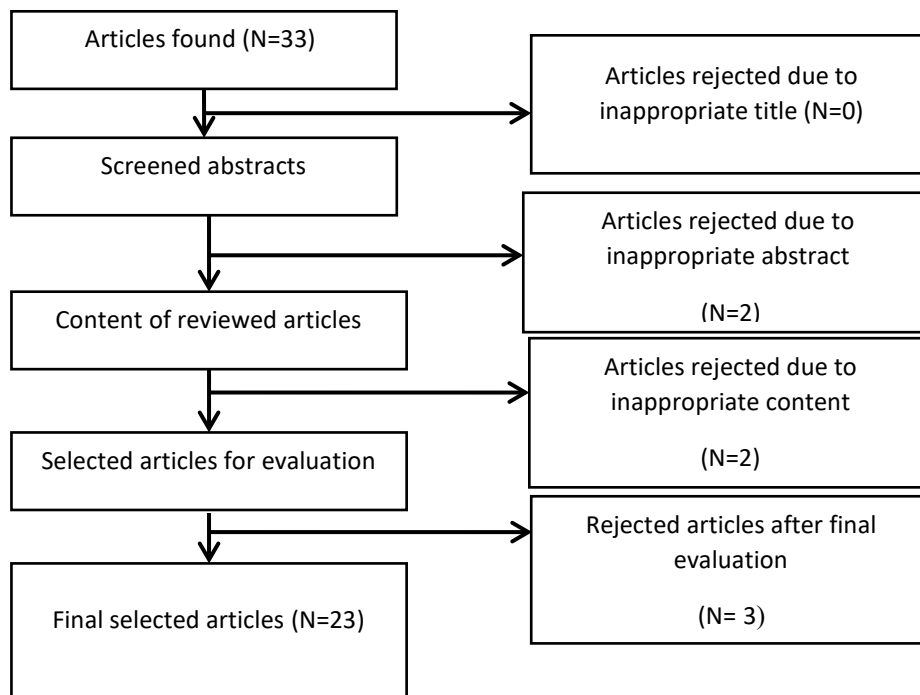 Articles found (N=33)
Articles rejected due to
inappropriate title (N=0)
Screened abstracts
Articles rejected due to
inappropriate abstract
(N=2)
Content of reviewed articles
Articles rejected due to
inappropriate content
(N=2)
Selected articles for evaluation
Rejected articles after final
evaluation
(N= 3)
Final selected articles (N=23)